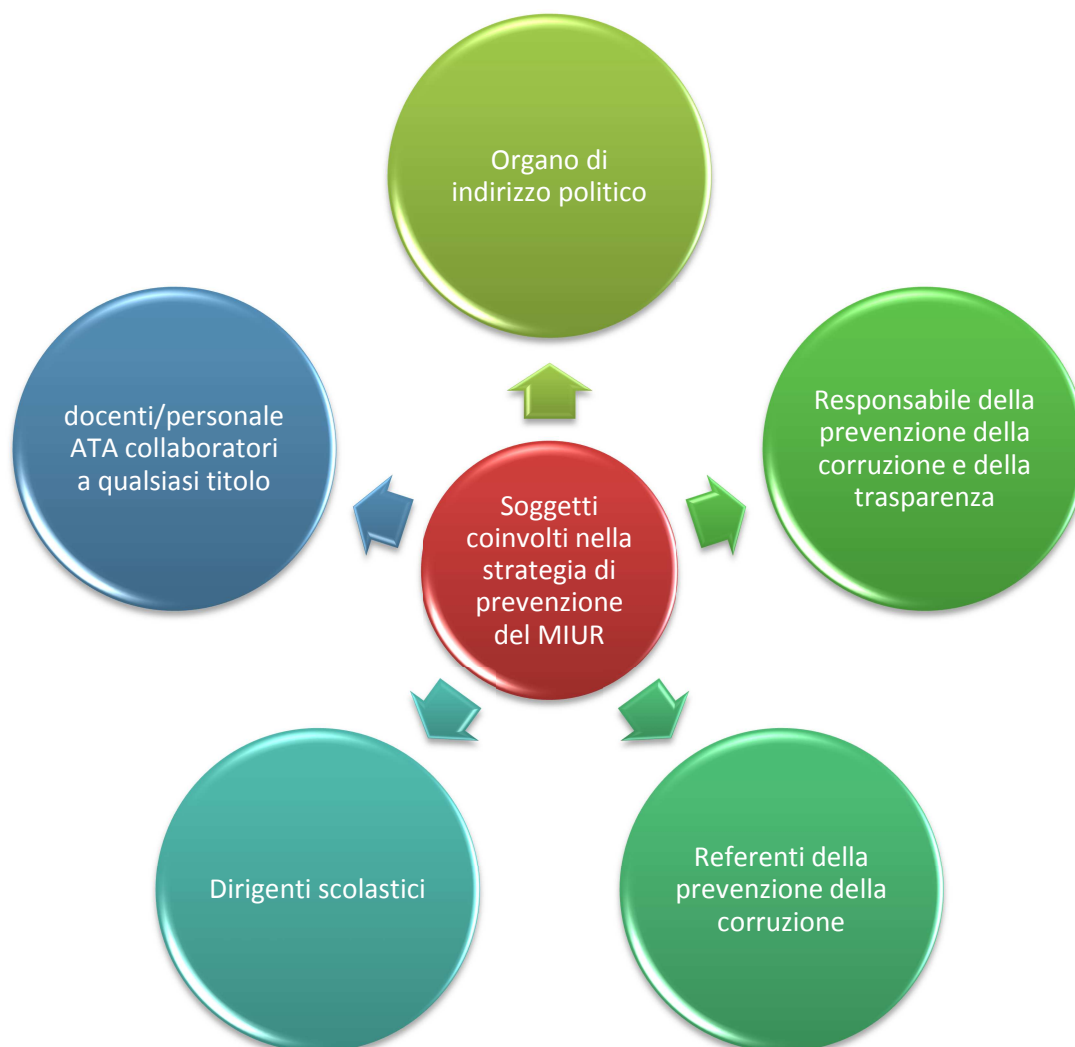 Organo di
indirizzo politico
docenti/personale
ATA collaboratori
a qualsiasi titolo
Responsabile della
prevenzione della
corruzione e della
trasparenza
Soggetti
coinvolti nella
strategia di
prevenzione
del MIUR
Dirigenti scolastici
Referenti della
prevenzione della
corruzione